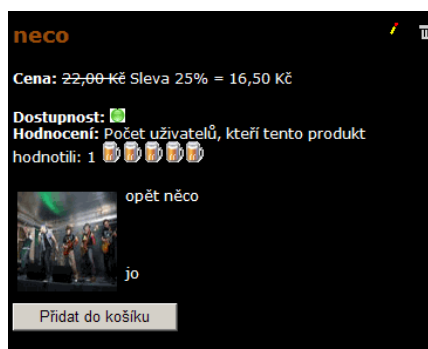 neco
Cena: 22,00 Kč Sleva 25% = 16,50 Kč
Dostupnost:
Hodnocení: Počet uživatelů, kteří tento produkt
hodnotili: 1
opět něco
jo
Přidat do košíku